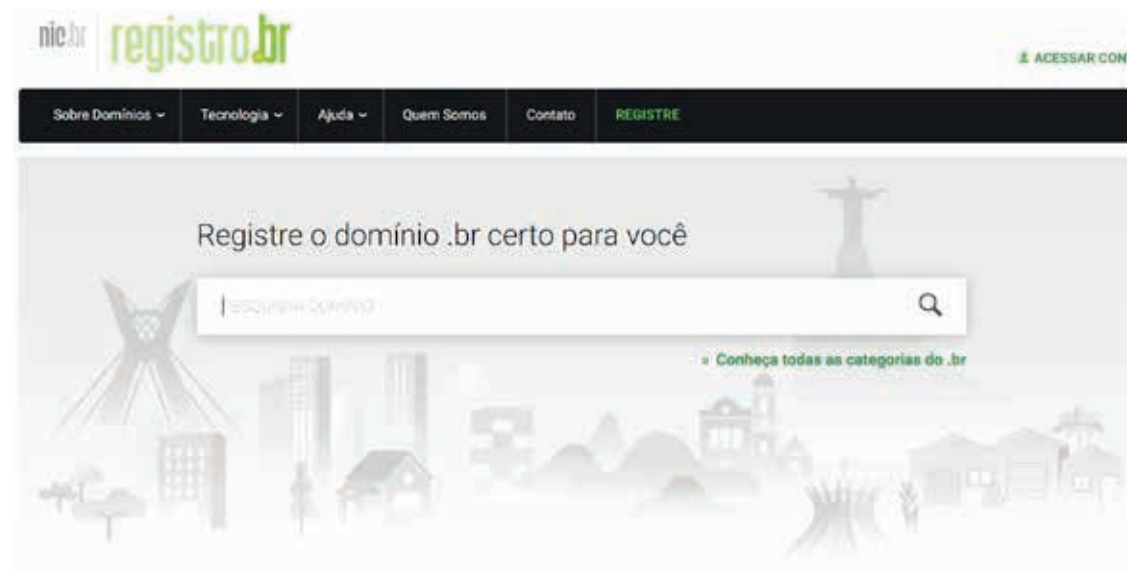 nic.br registro.br
ACESSAR CON
Sobre Domínios Tecnologia Ajuda Quem Somos Contato REGISTRE
Registre o domínio .br certo para você
» Conheça todas as categorias do .br